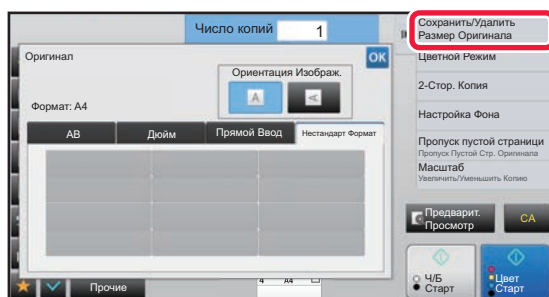 Число копий 1
Сохранить/Удалить
Размер Оригинала
Оригинал
OK
Ориентация Изображ.
A A
Формат: A4
AB Дюйм Прямой Ввод Нестандарт Формат
Цветной Режим
2-Стор. Копия
Настройка Фона
Пропуск пустой страници
Пропуск Пустой Стр. Оригинала
Масштаб
Увеличить/Уменьшить Копию
Предварит.
Просмотр
CA
Прочие
4 A4
Ч/Б
Старт
Цвет
Старт